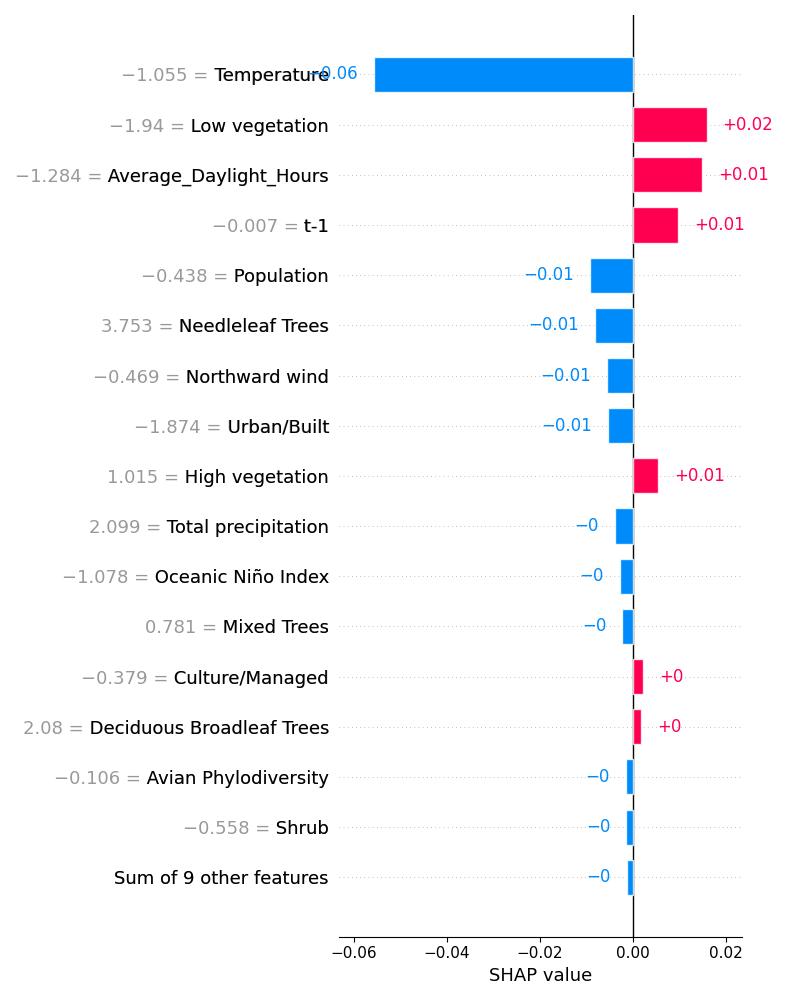 −1.055 = Temperature −0.06
−1.94 = Low vegetation +0.02
−1.284 = Average_Daylight_Hours +0.01
−0.007 = t-1 +0.01
−0.438 = Population −0.01
3.753 = Needleleaf Trees −0.01
−0.469 = Northward wind −0.01
−1.874 = Urban/Built −0.01
1.015 = High vegetation +0.01
2.099 = Total precipitation −0
−1.078 = Oceanic Niño Index −0
0.781 = Mixed Trees −0
−0.379 = Culture/Managed +0
2.08 = Deciduous Broadleaf Trees +0
−0.106 = Avian Phylodiversity −0
−0.558 = Shrub −0
Sum of 9 other features −0
−0.06 −0.04 −0.02 0.00 0.02
SHAP value